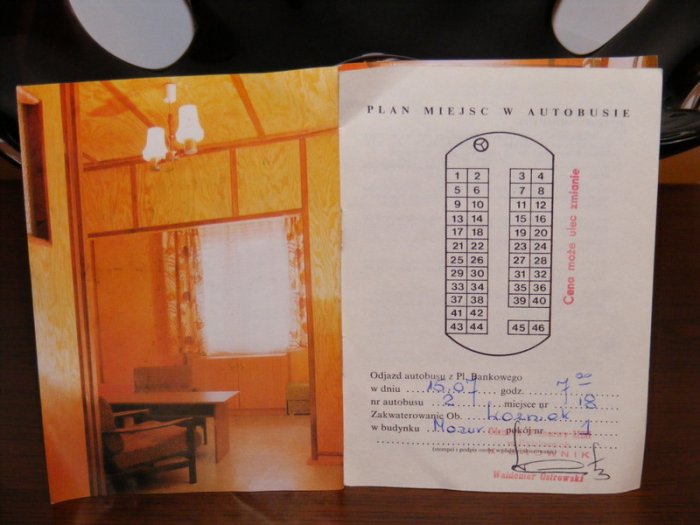 PLAN MIEJSC W AUTOBUSIE
1 2 3 4
5 6 7 8
9 10 11 12
13 14 15 16
17 18 19 20
21 22 23 24
25 26 27 28
29 30 31 32
33 34 35 36
37 38 39 40
41 42
43 44 45 46
Cena może ulec zmianie
Odjazd autobusu z Pl. Bankowego
w dniu 15.07 godz. 7 00
nr autobusu 2 miejsce nr 18
Zakwaterowanie Ob.
w budynku Mazur pokój nr 1
(stempel i podpis
Waldemar Ostrowski